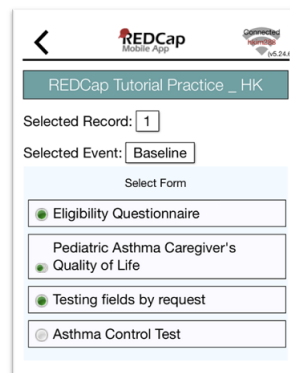 REDCap
Mobile App
Connected
(v5.24.
REDCap Tutorial Practice _ HK
Selected Record: 1
Selected Event: Baseline
Select Form
Eligibility Questionnaire
Pediatric Asthma Caregiver's
Quality of Life
Testing fields by request
Asthma Control Test